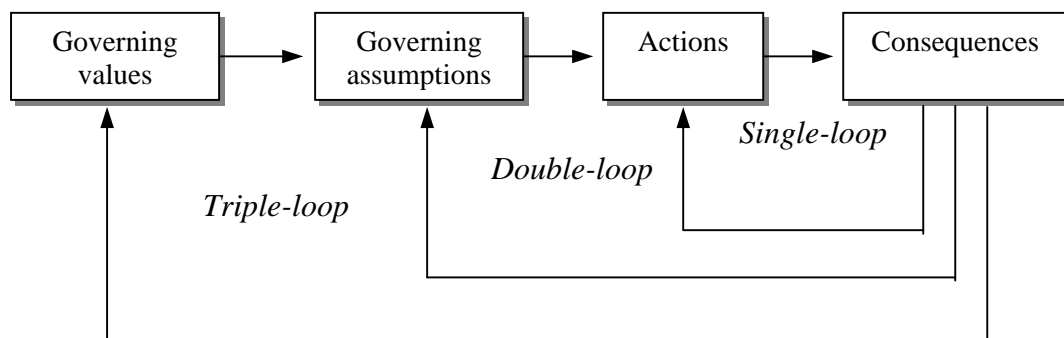 Governing
values
Governing
assumptions
Actions
Consequences
Single-loop
Double-loop
Triple-loop